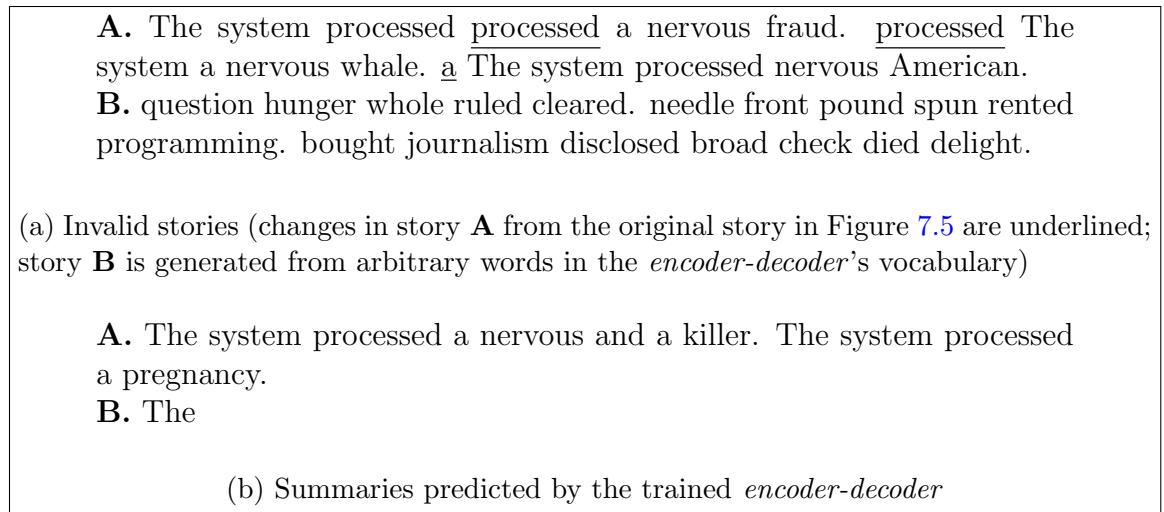 A. The system processed processed a nervous fraud. processed The
system a nervous whale. a The system processed nervous American.
B. question hunger whole ruled cleared. needle front pound spun rented
programming. bought journalism disclosed broad check died delight.
(a) Invalid stories (changes in story A from the original story in Figure 7.5 are underlined;
story B is generated from arbitrary words in the encoder-decoder's vocabulary)
A. The system processed a nervous and a killer. The system processed
a pregnancy.
B. The
(b) Summaries predicted by the trained encoder-decoder